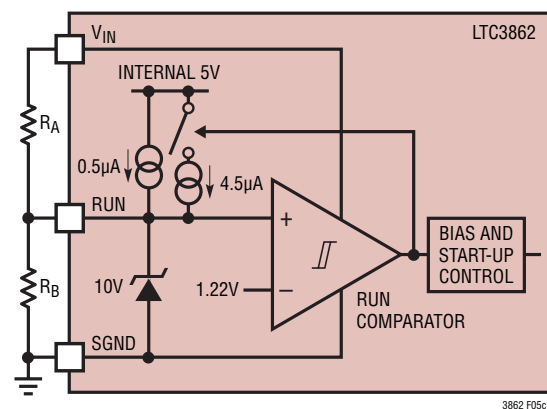 LTC3862
VIN
INTERNAL 5V
RA
0.5µA
4.5µA
RUN
+
BIAS AND
START-UP
CONTROL
RB
10V
1.22V
–
RUN
COMPARATOR
SGND
3862 F05c